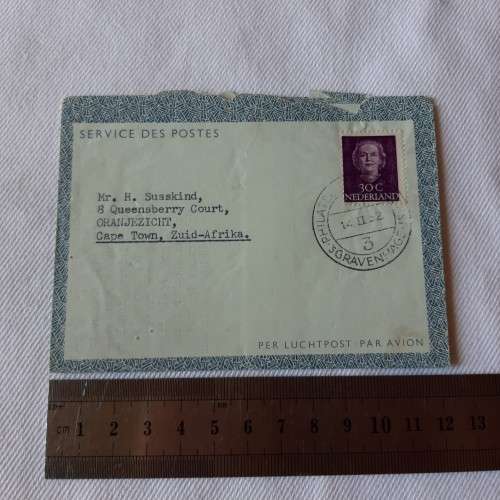 SERVICE DES POSTES
30 C
NEDERLAND
Mr. H. Susskind,
8 Queensberry Court,
ORANJEZICHT,
Cape Town, Zuid-Afrika.
'SGRAVENHAGE
3
PER LUCHTPOST·PAR AVION
cm 1 2 3 4 5 6 7 8 9 10 11 12 13